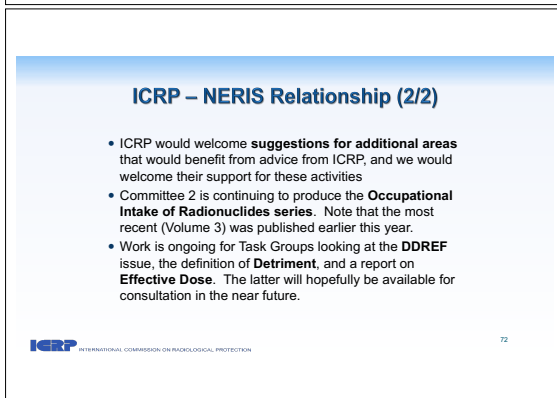 ICRP – NERIS Relationship (2/2)
• ICRP would welcome suggestions for additional areas
that would benefit from advice from ICRP, and we would
welcome their support for these activities
• Committee 2 is continuing to produce the Occupational
Intake of Radionuclides series.  Note that the most
recent (Volume 3) was published earlier this year.
• Work is ongoing for Task Groups looking at the DDREF
issue, the definition of Detriment, and a report on
Effective Dose.  The latter will hopefully be available for
consultation in the near future.
ICRP INTERNATIONAL COMMISSION ON RADIOLOGICAL PROTECTION
72